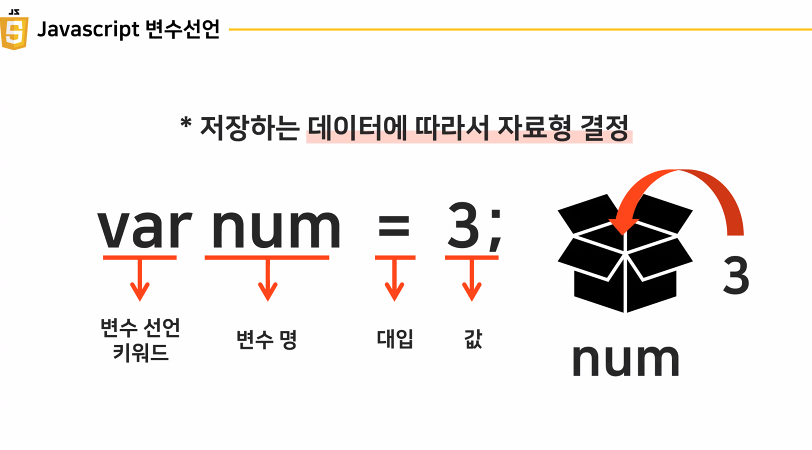 JS
5
Javascript 변수선언
* 저장하는 데이터에 따라서 자료형 결정
var num = 3;
변수 선언
키워드
변수 명
대입
값
3
num